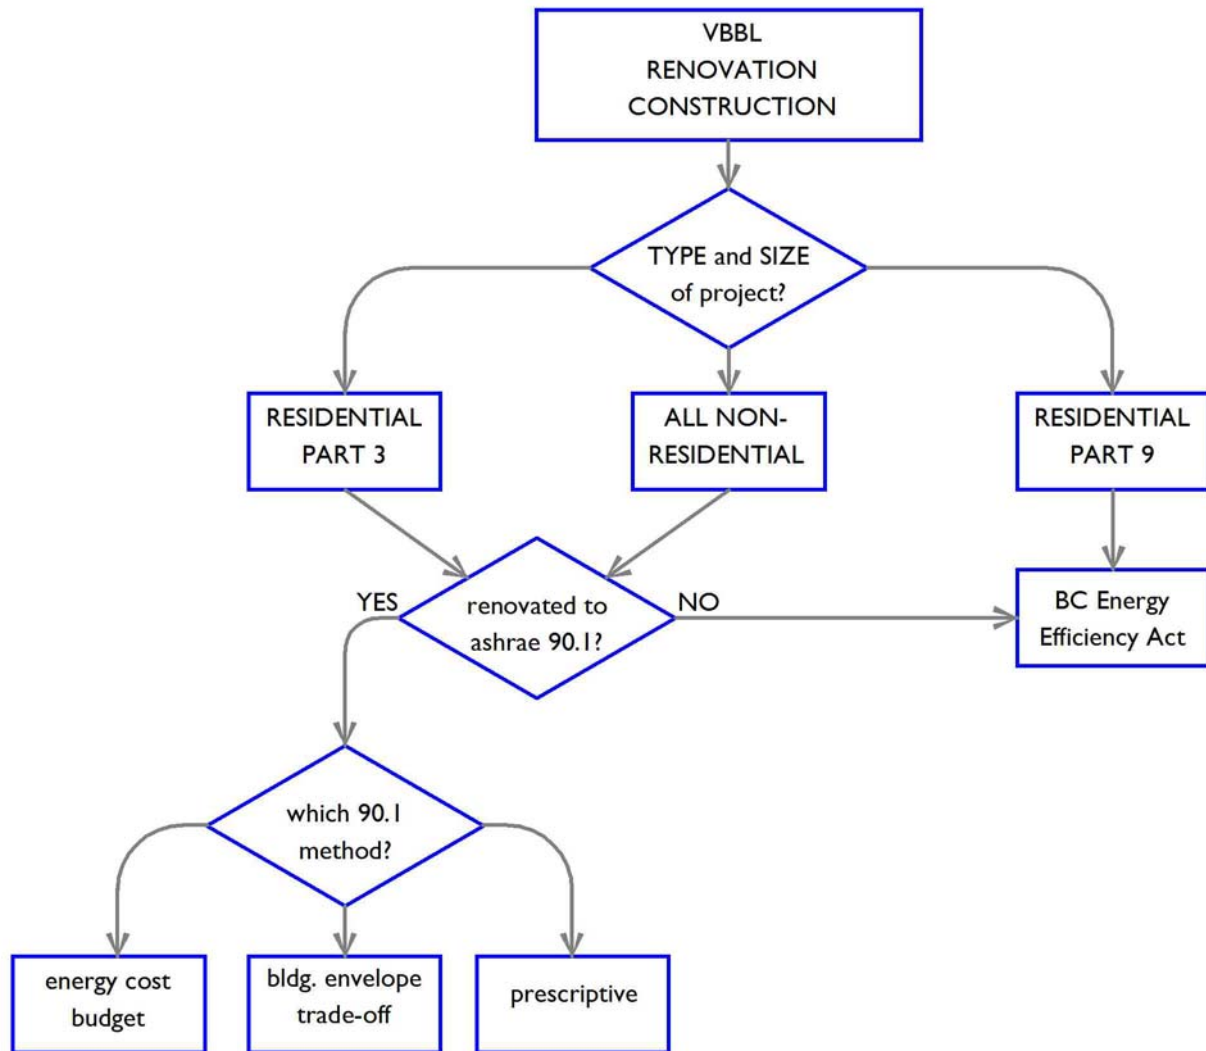 VBBL
RENOVATION
CONSTRUCTION
TYPE and SIZE
of project?
RESIDENTIAL
PART 3
ALL NON-
RESIDENTIAL
RESIDENTIAL
PART 9
YES
renovated to
ashrae 90.1?
NO
BC Energy
Efficiency Act
which 90.1
method?
energy cost
budget
bldg. envelope
trade-off
prescriptive